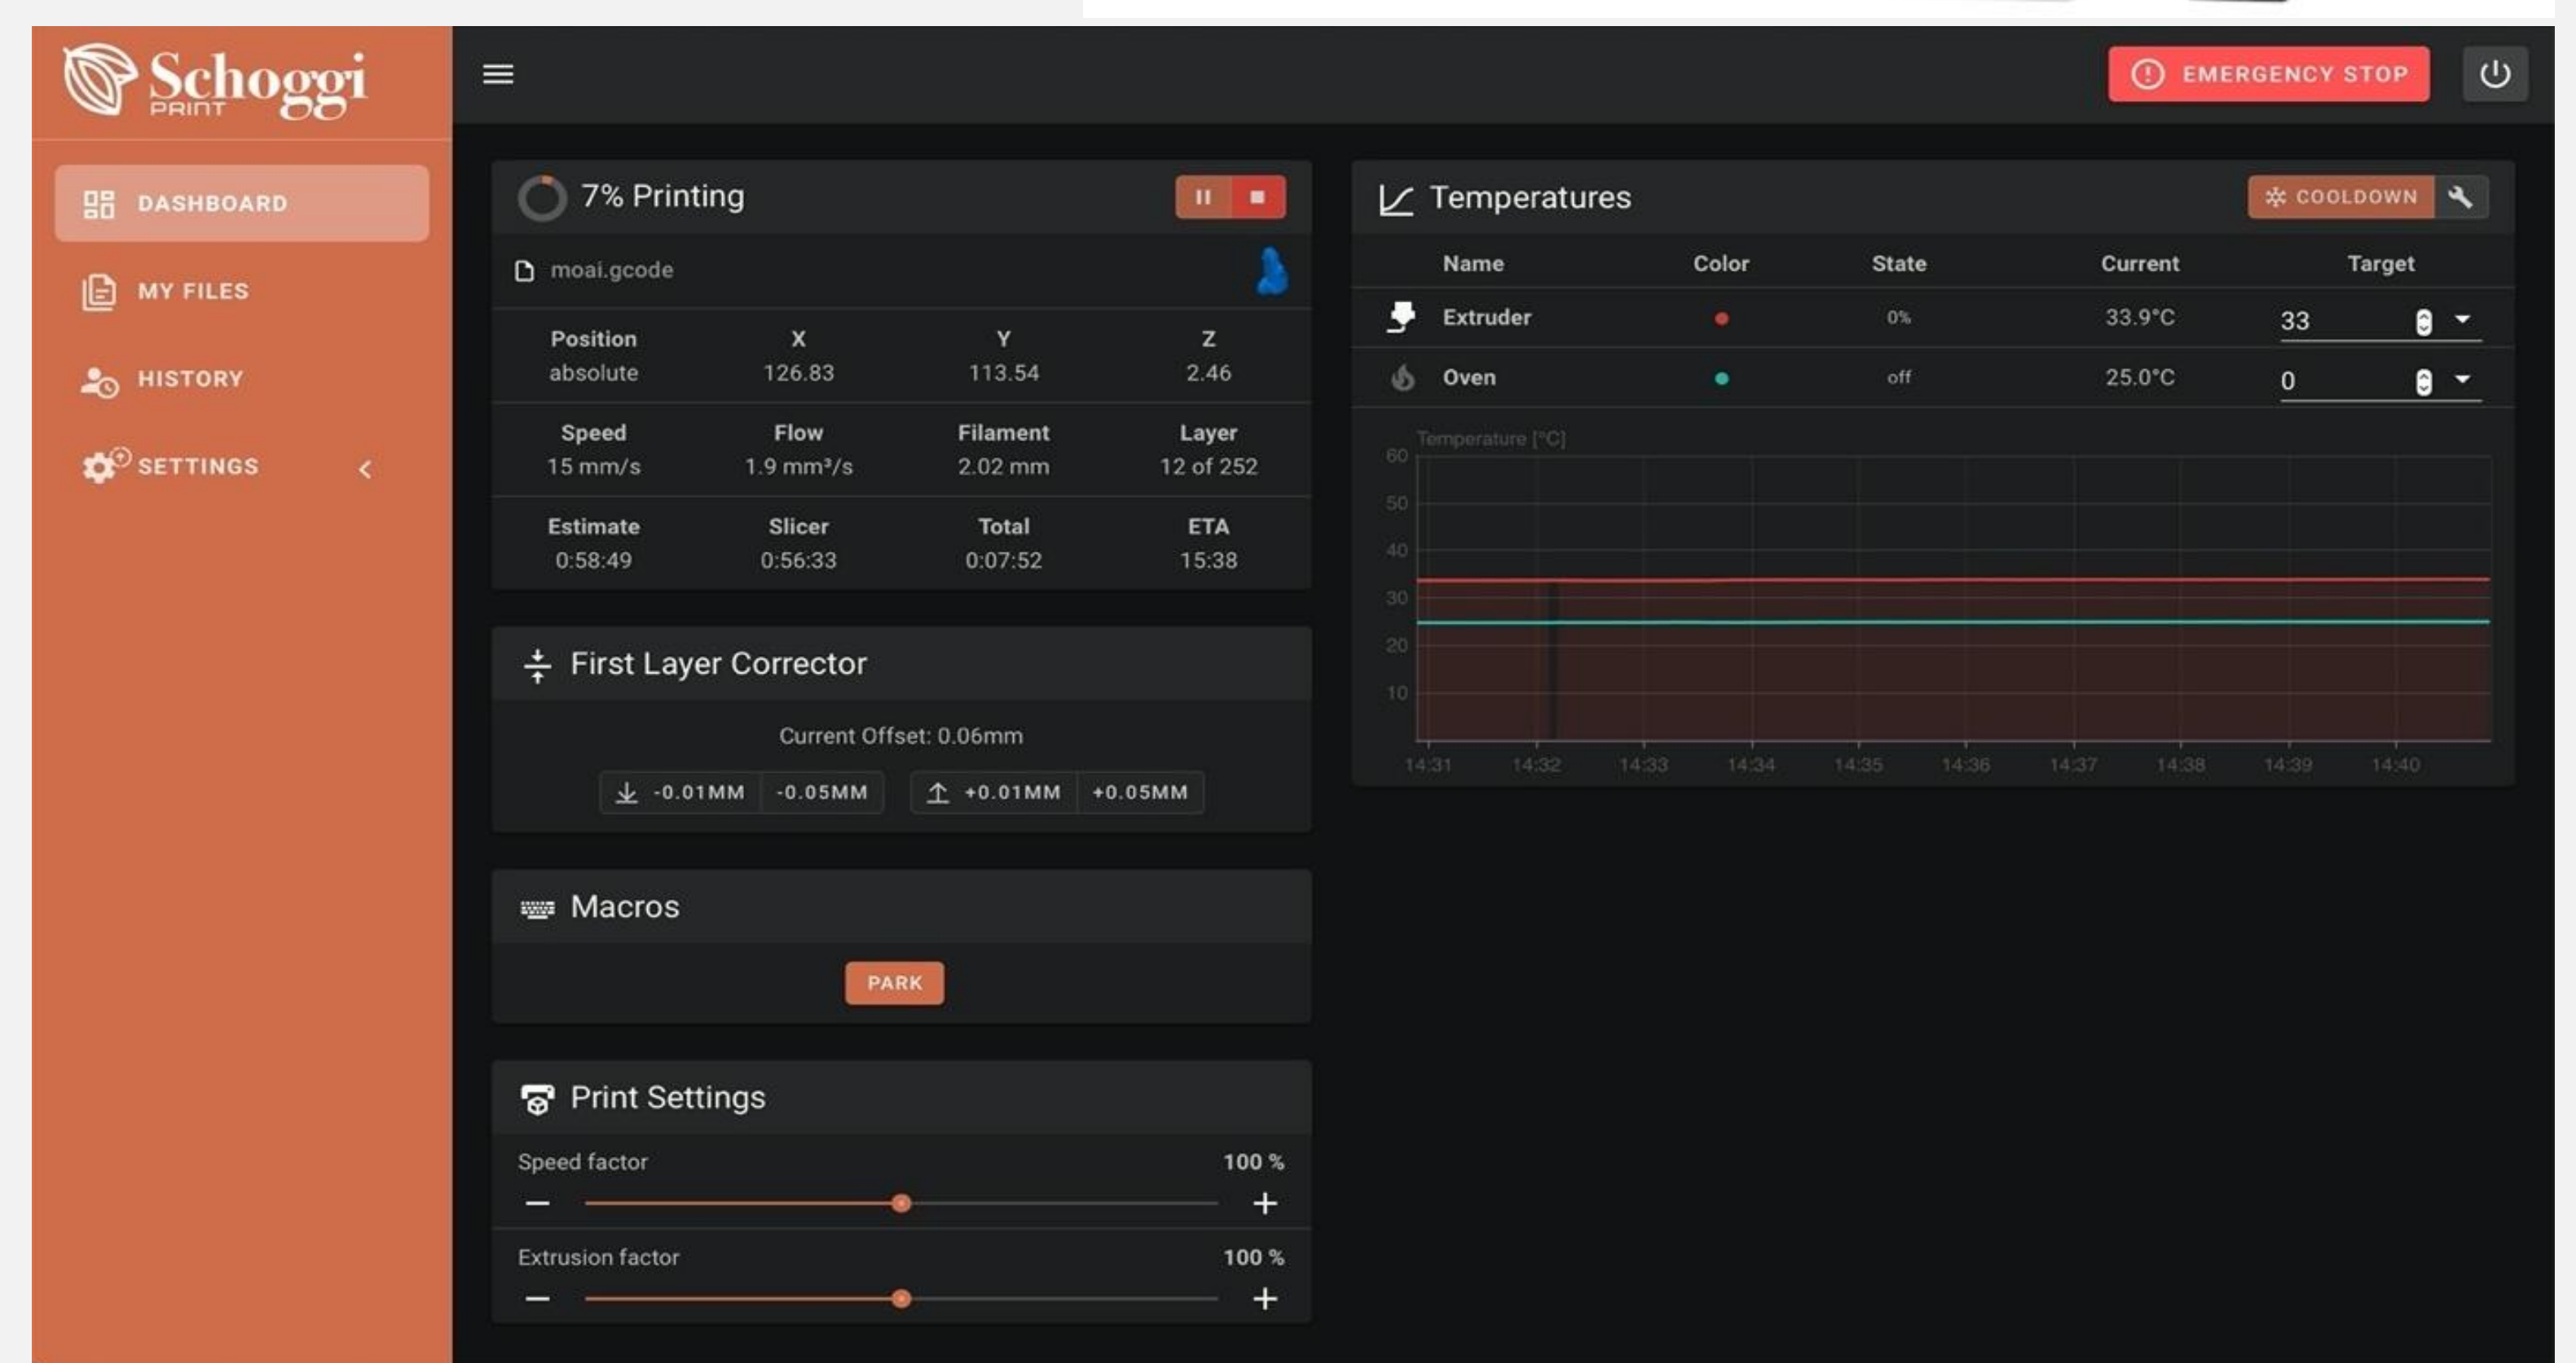 Schoggi
PRINT
EMERGENCY STOP
DASHBOARD
MY FILES
HISTORY
SETTINGS
7% Printing
moai.gcode
Position X Y Z
absolute 126.83 113.54 2.46
Speed Flow Filament Layer
15 mm/s 1.9 mm³/s 2.02 mm 12 of 252
Estimate Slicer Total ETA
0:58:49 0:56:33 0:07:52 15:38
First Layer Corrector
Current Offset: 0.06mm
-0.01MM -0.05MM +0.01MM +0.05MM
Macros
PARK
Print Settings
Speed factor 100 %
Extrusion factor 100 %
Temperatures
COOLDOWN
Name Color State Current Target
Extruder 0% 33.9°C 33
Oven off 25.0°C 0
Temperature [°C]
60
50
40
30
20
10
14:31 14:32 14:33 14:34 14:35 14:36 14:37 14:38 14:39 14:40